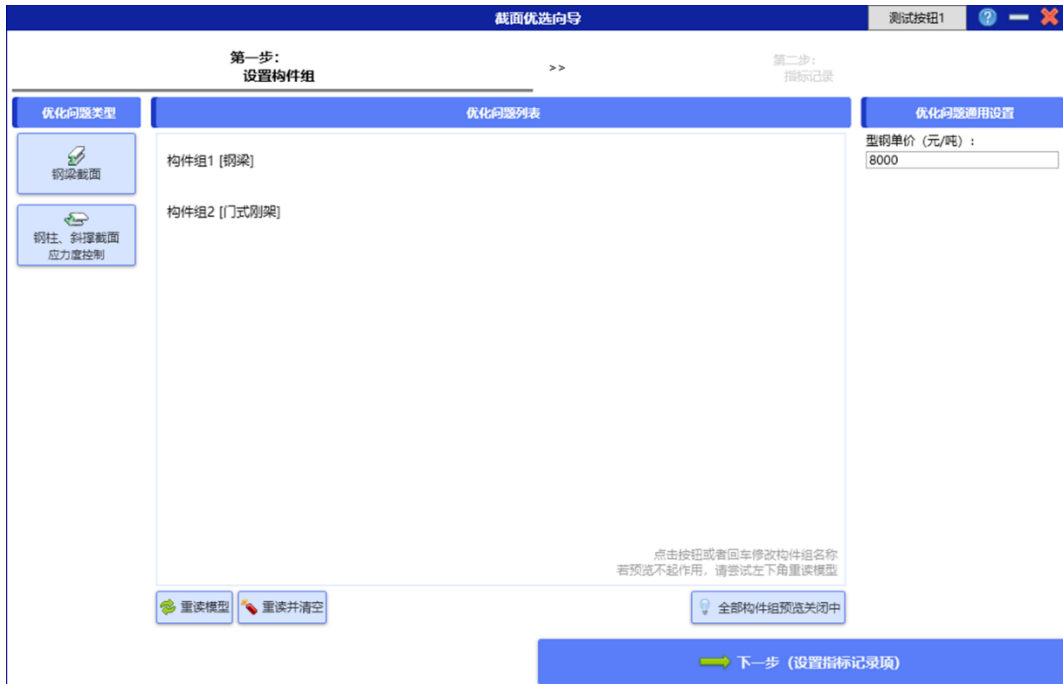 截面优选向导
测试按钮1
第一步:
设置构件组
>>
第二步:
指标记录
优化问题类型
优化问题列表
优化问题通用设置
钢梁截面
钢柱、斜撑截面
应力度控制
构件组1 [钢梁]
构件组2 [门式刚架]
型钢单价（元/吨）:
8000
点击按钮或者回车修改构件组名称
若预览不起作用，请尝试左下角重读模型
重读模型
重读并清空
全部构件组预览关闭中
下一步（设置指标记录项）